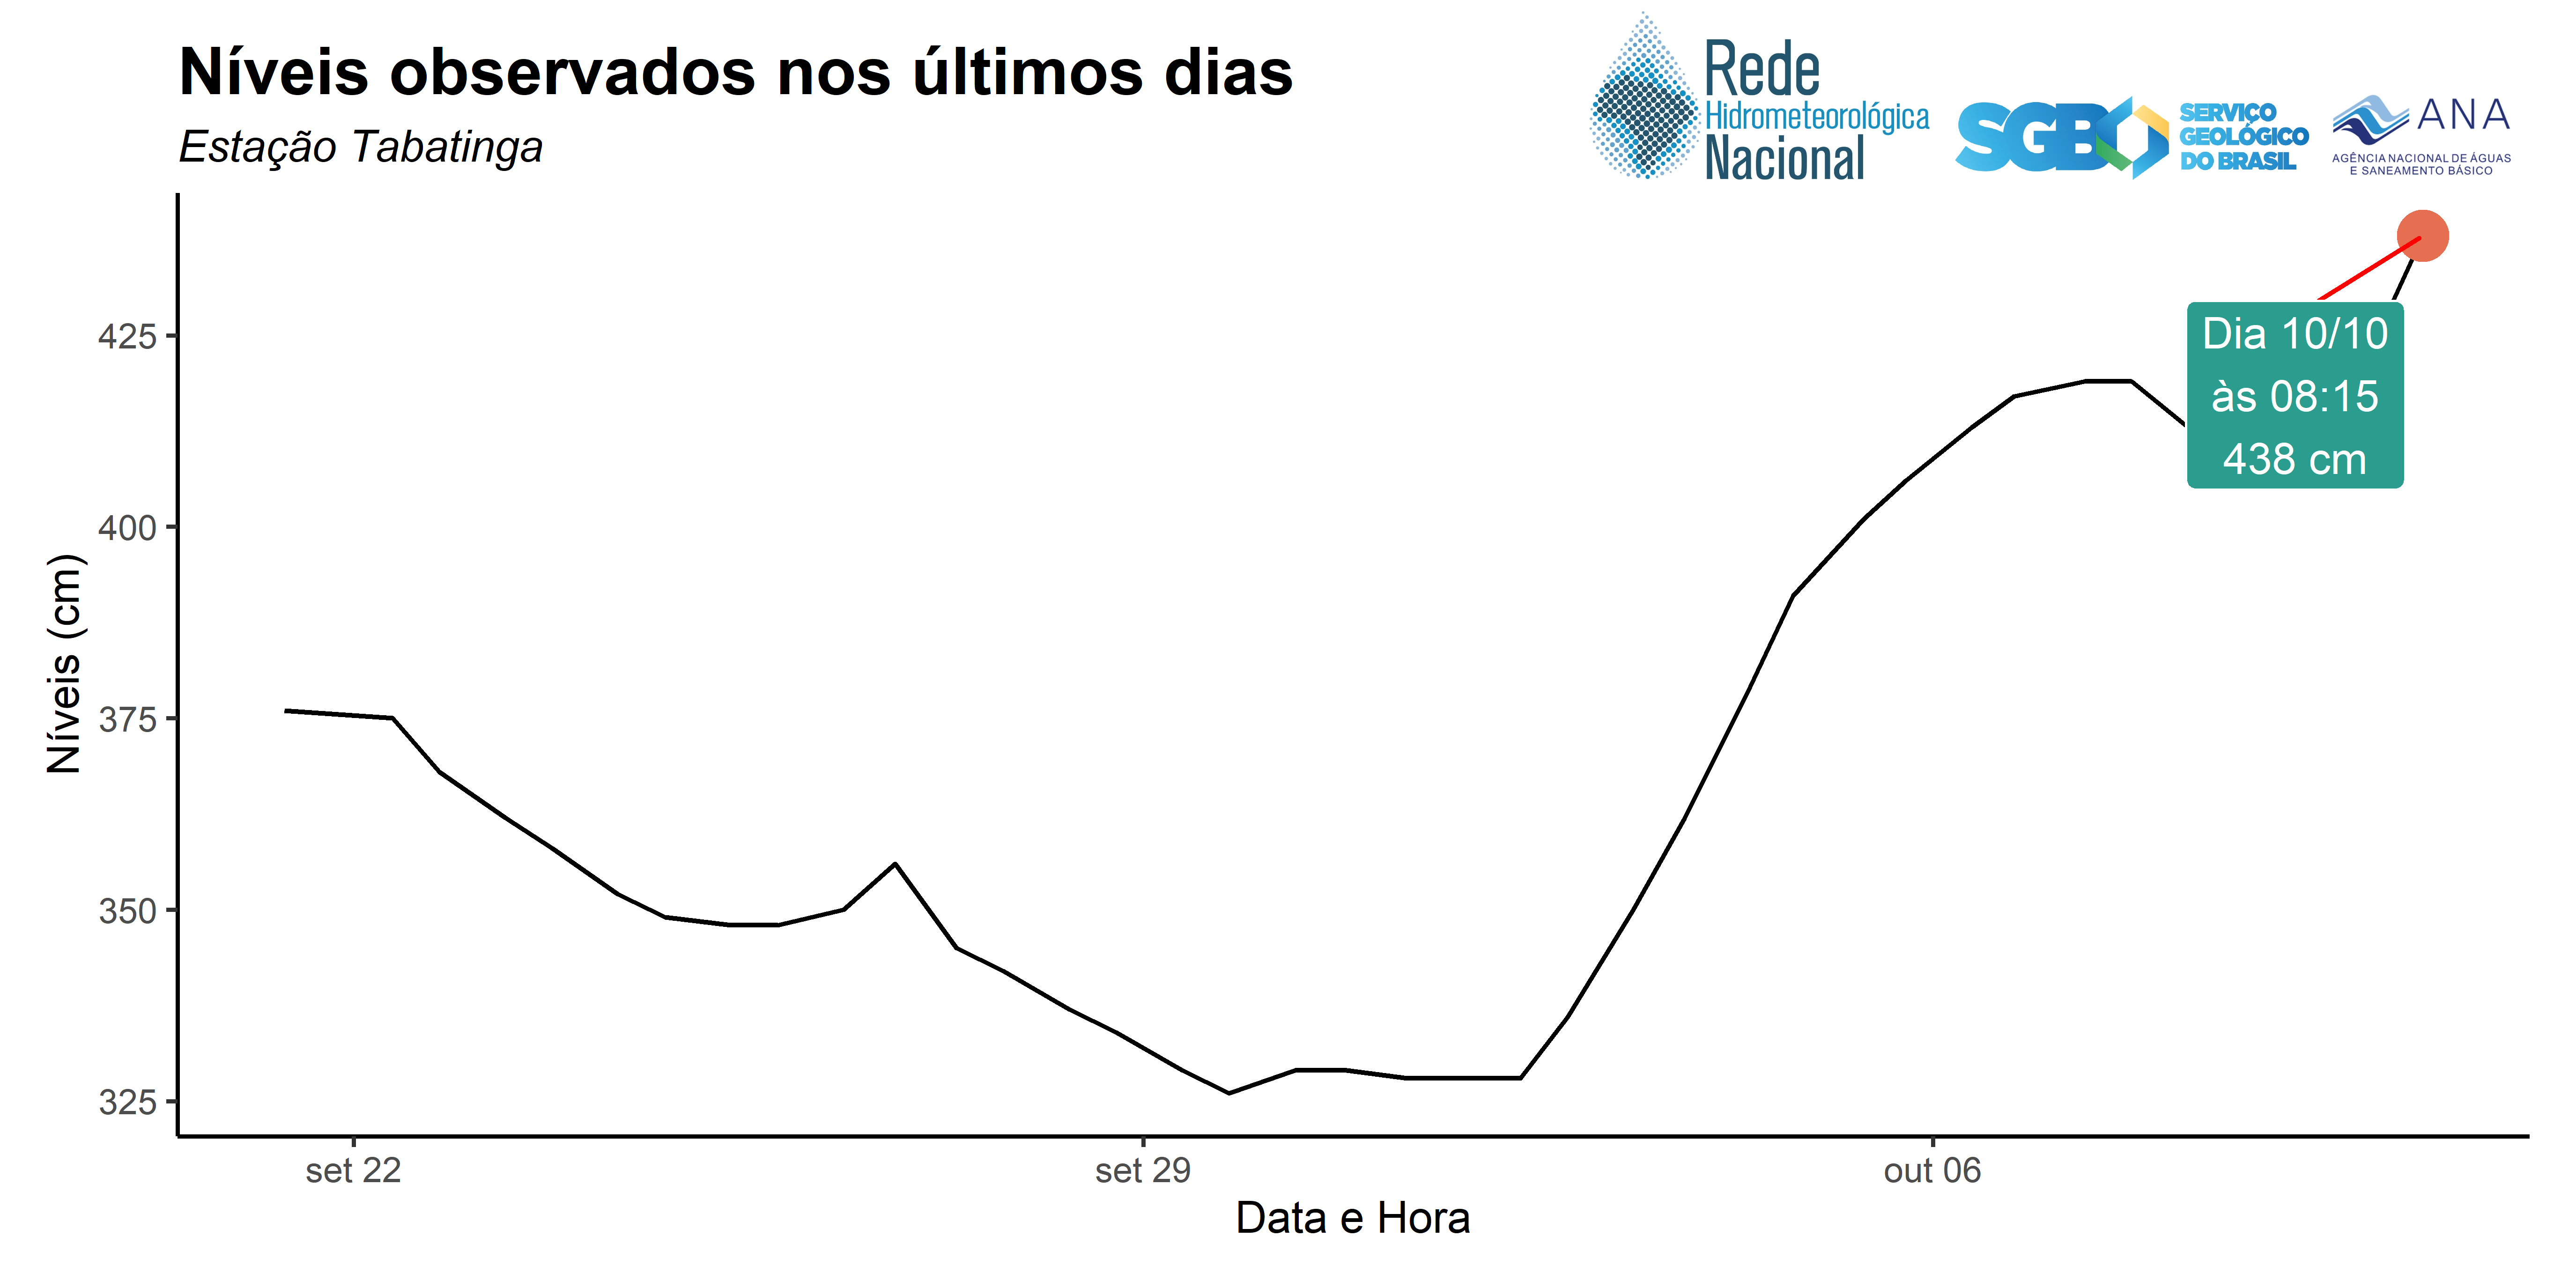 Níveis observados nos últimos dias
Estação Tabatinga
Rede
Hidrometeorológica
Nacional
SGB
SERVIÇO
GEOLÓGICO
DO BRASIL
ANA
AGÊNCIA NACIONAL DE ÁGUAS
E SANEAMENTO BÁSICO
Dia 10/10
às 08:15
438 cm
Níveis (cm)
425
400
375
350
325
set 22
set 29
out 06
Data e Hora